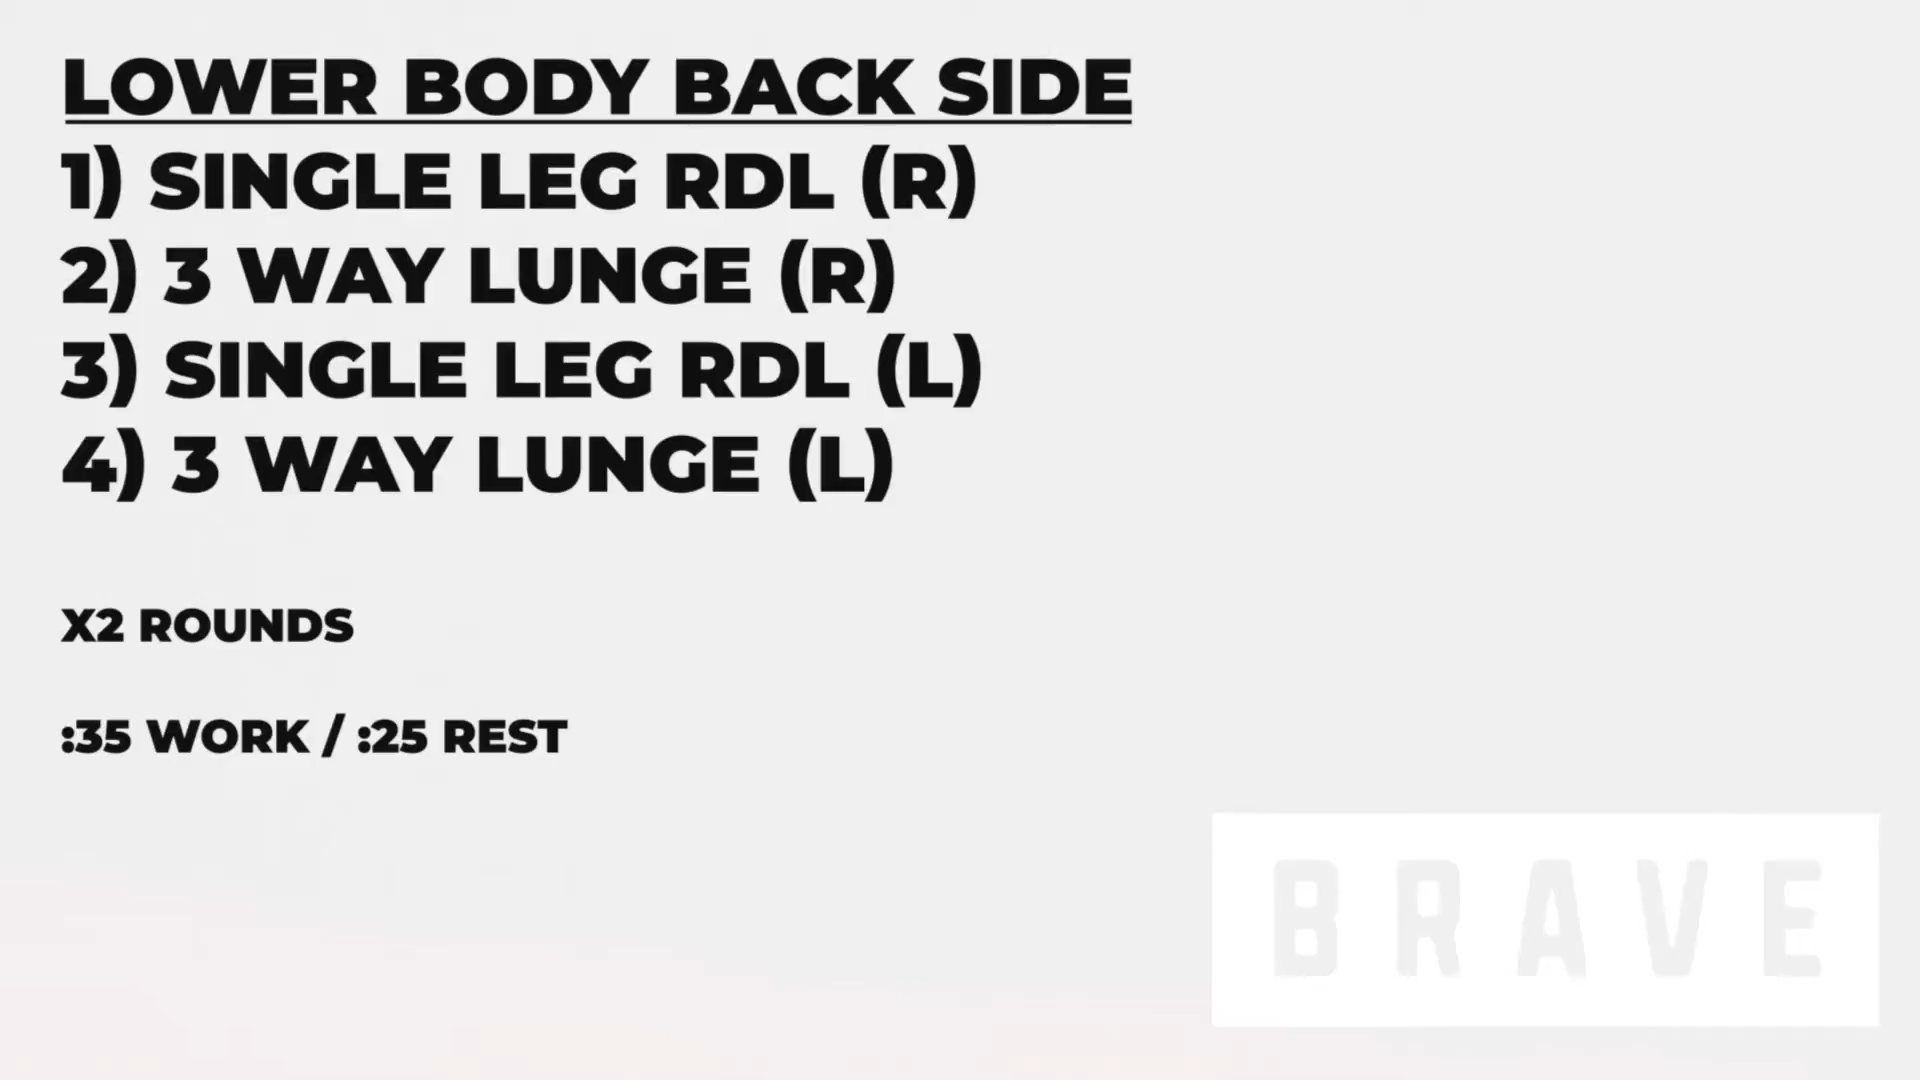 LOWER BODY BACK SIDE
1) SINGLE LEG RDL (R)
2) 3 WAY LUNGE (R)
3) SINGLE LEG RDL (L)
4) 3 WAY LUNGE (L)
X2 ROUNDS
:35 WORK / :25 REST
BRAVE